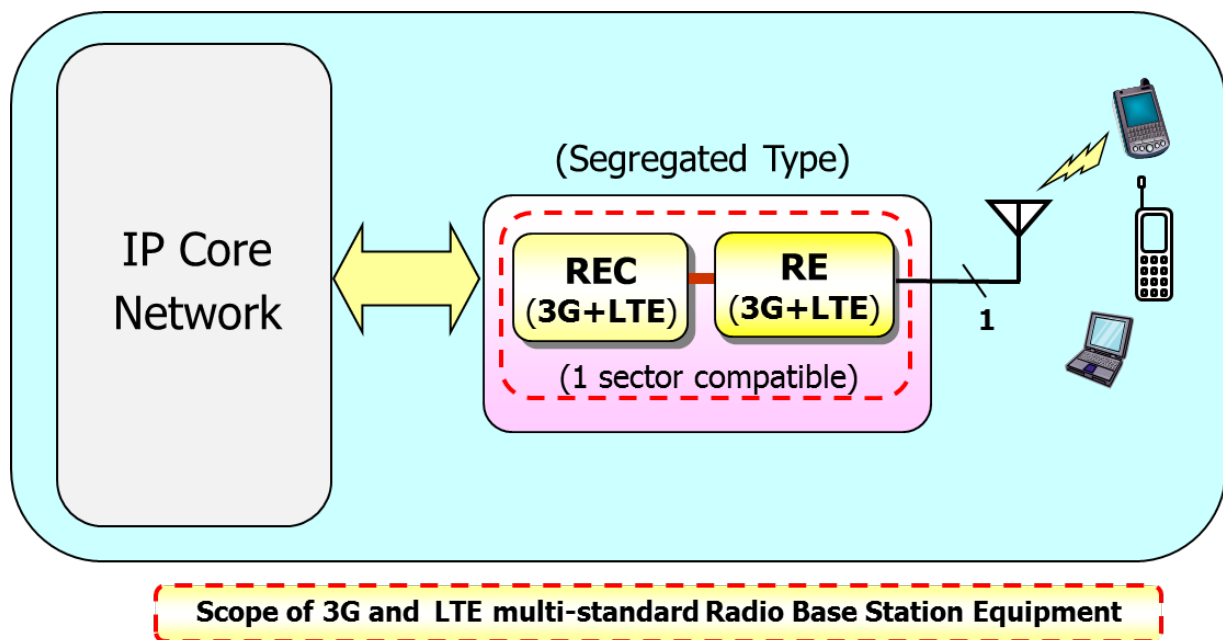 (Segregated Type)
IP Core
Network
REC
(3G+LTE)
RE
(3G+LTE)
1
(1 sector compatible)
Scope of 3G and LTE multi-standard Radio Base Station Equipment